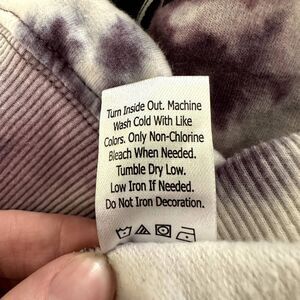 Turn Inside Out. Machine
Wash Cold With Like
Colors. Only Non-Chlorine
Bleach When Needed.
Tumble Dry Low.
Low Iron If Needed.
Do Not Iron Decoration.